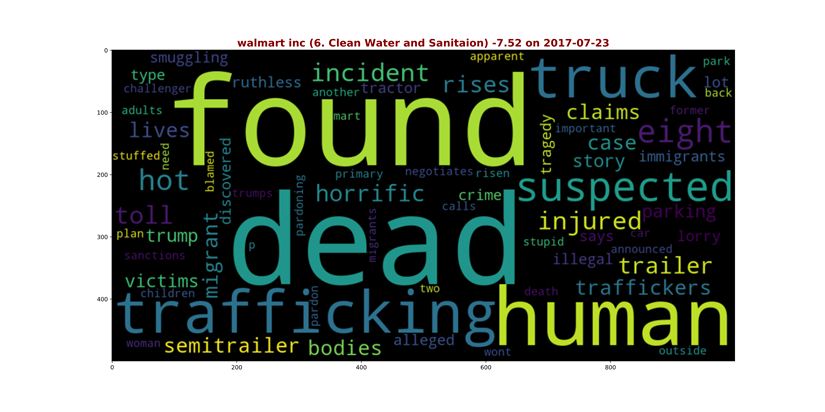 walmart inc (6. Clean Water and Sanitaion) -7.52 on 2017-07-23
0
100
200
300
400
0
200
400
600
800
smuggling
apparent
park
type
ruthless
incident
rises
truck
lot
challenger
another
tractor
back
adults
found
mart
claims
former
lives
important
eight
stuffed
need
blamed
discovered
tragedy
case
story
immigrants
hot
primary
negotiates
risen
trumps
pardoning
horrific
crime
suspected
toll
migrant
dead
calls
injured
parking
plan
trump
p
migrants
stupid
says
car
lorry
sanctions
announced
illegal
trailer
victims
children
two
death
traffickers
trafficking
pardon
human
woman
semitrailer
bodies
alleged
wont
outside